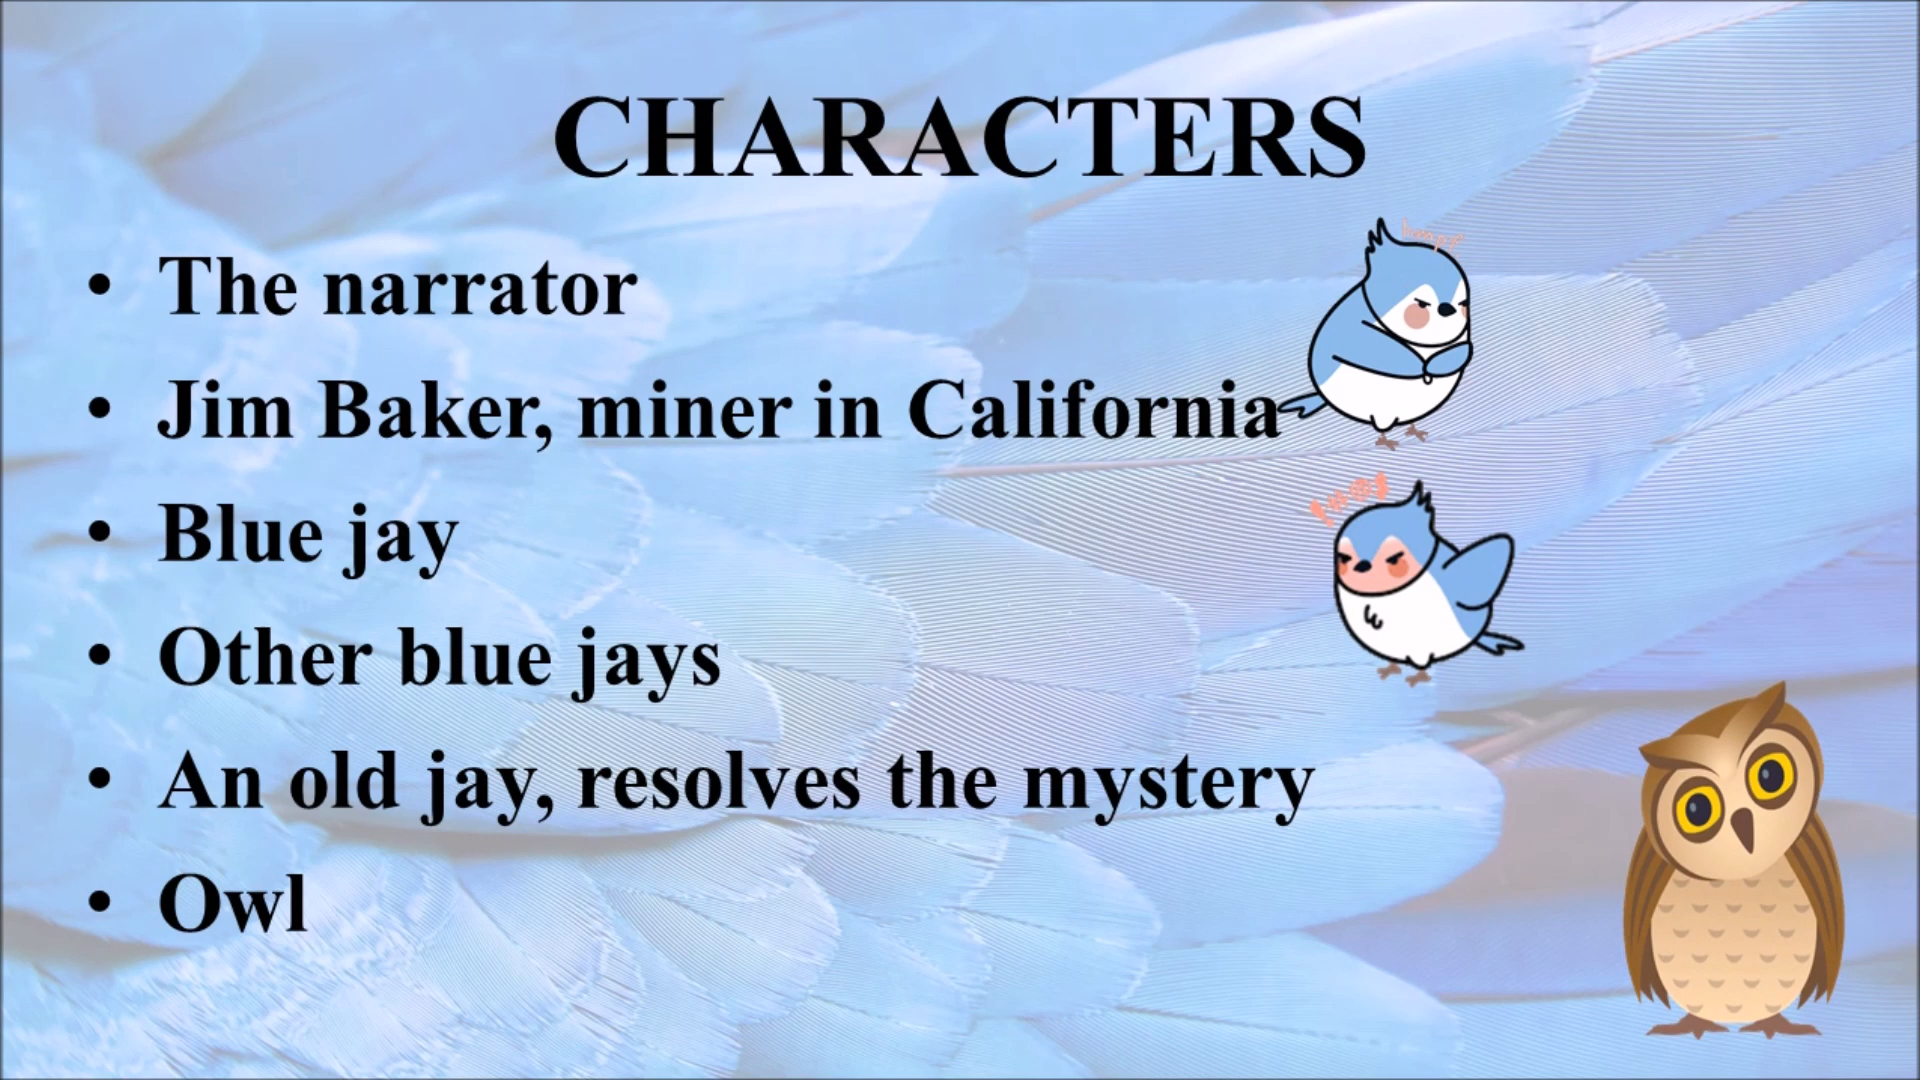 CHARACTERS
• The narrator
• Jim Baker, miner in California
• Blue jay
• Other blue jays
• An old jay, resolves the mystery
• Owl